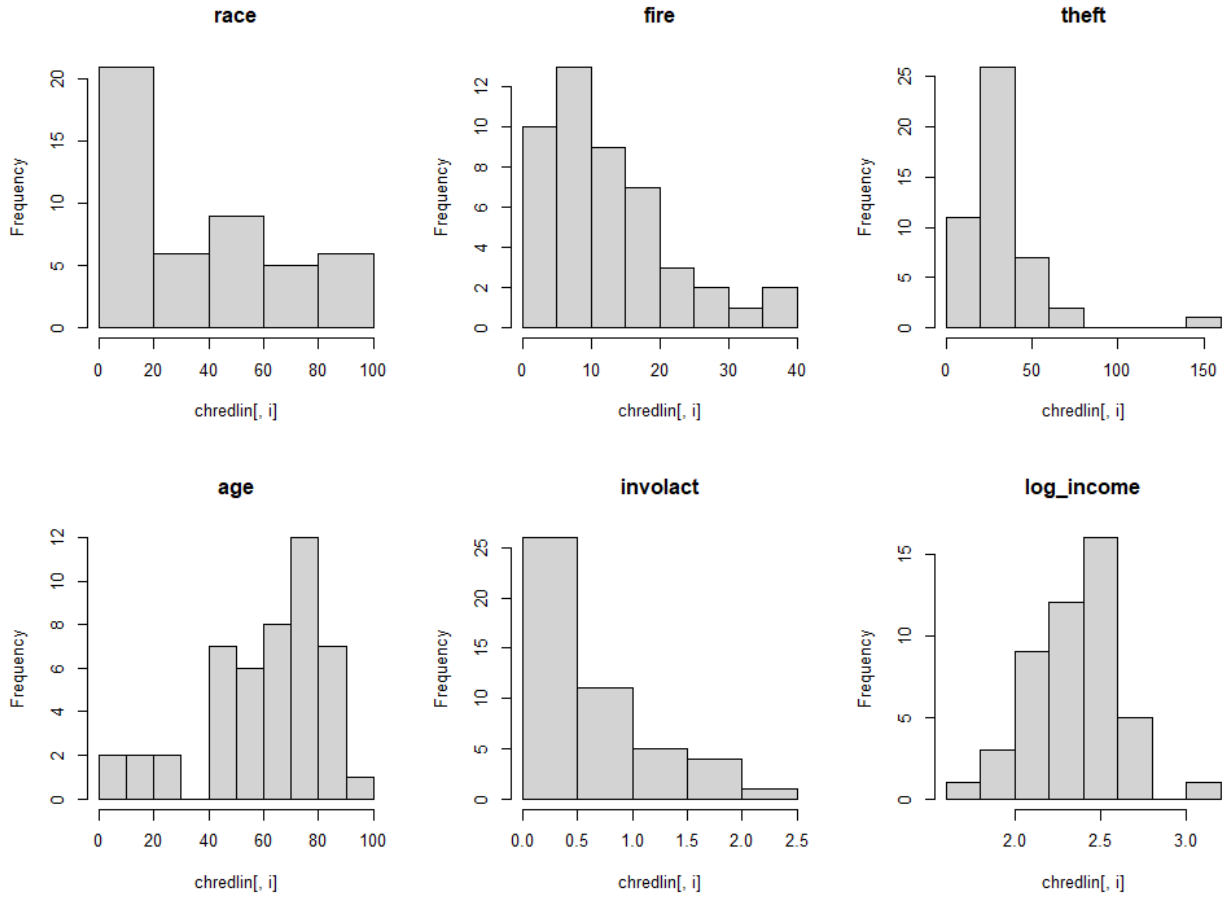 race
Frequency
0 5 10 15 20
0 20 40 60 80 100
chredlin[, i]
fire
Frequency
0 2 4 6 8 10 12
0 10 20 30 40
chredlin[, i]
theft
Frequency
0 5 10 15 20 25
0 50 100 150
chredlin[, i]
age
Frequency
0 2 4 6 8 10 12
0 20 40 60 80 100
chredlin[, i]
involact
Frequency
0 5 10 15 20 25
0.0 0.5 1.0 1.5 2.0 2.5
chredlin[, i]
log_income
Frequency
0 5 10 15
2.0 2.5 3.0
chredlin[, i]